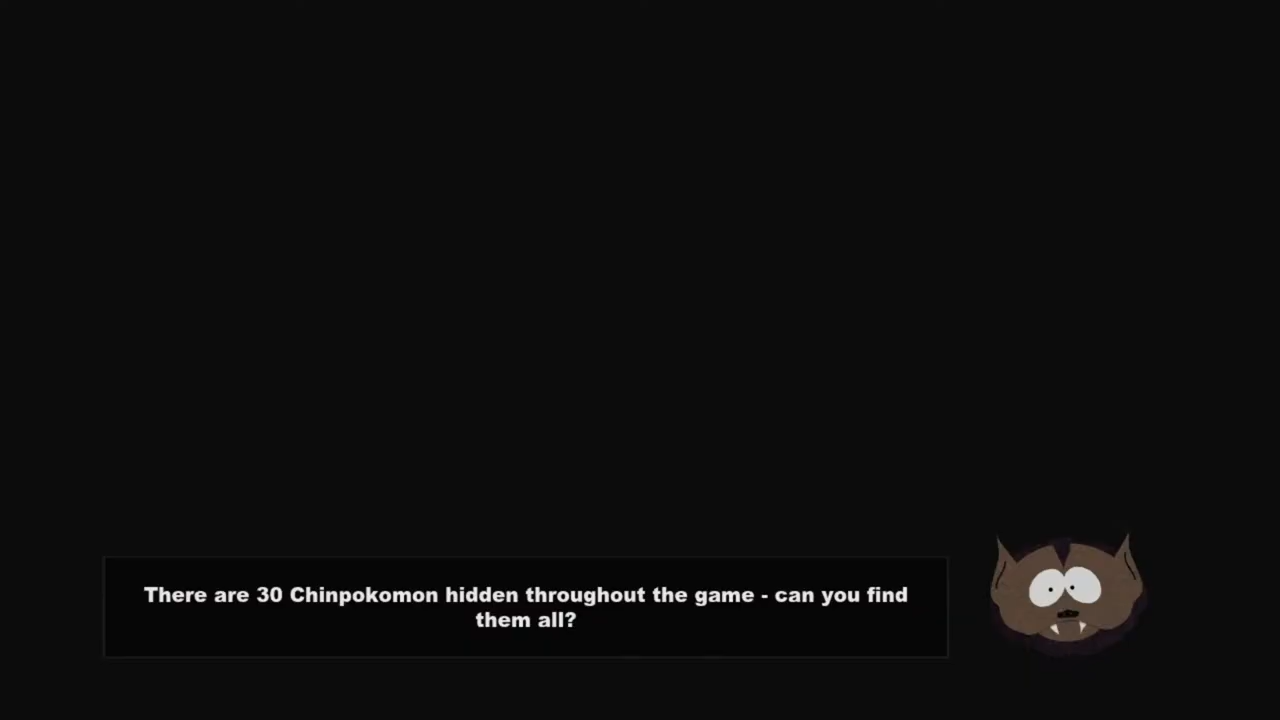 There are 30 Chinpokomon hidden throughout the game - can you find
them all?